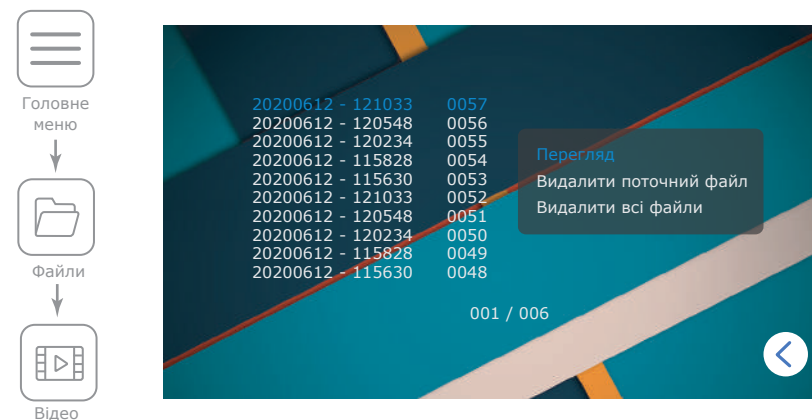 Головне
меню
Файли
Відео
20200612 - 121033 0057
20200612 - 120548 0056
20200612 - 120234 0055
20200612 - 115828 0054
20200612 - 115630 0053
20200612 - 121033 0052
20200612 - 120548 0051
20200612 - 120234 0050
20200612 - 115828 0049
20200612 - 115630 0048
001 / 006
Перегляд
Видалити поточний файл
Видалити всі файли